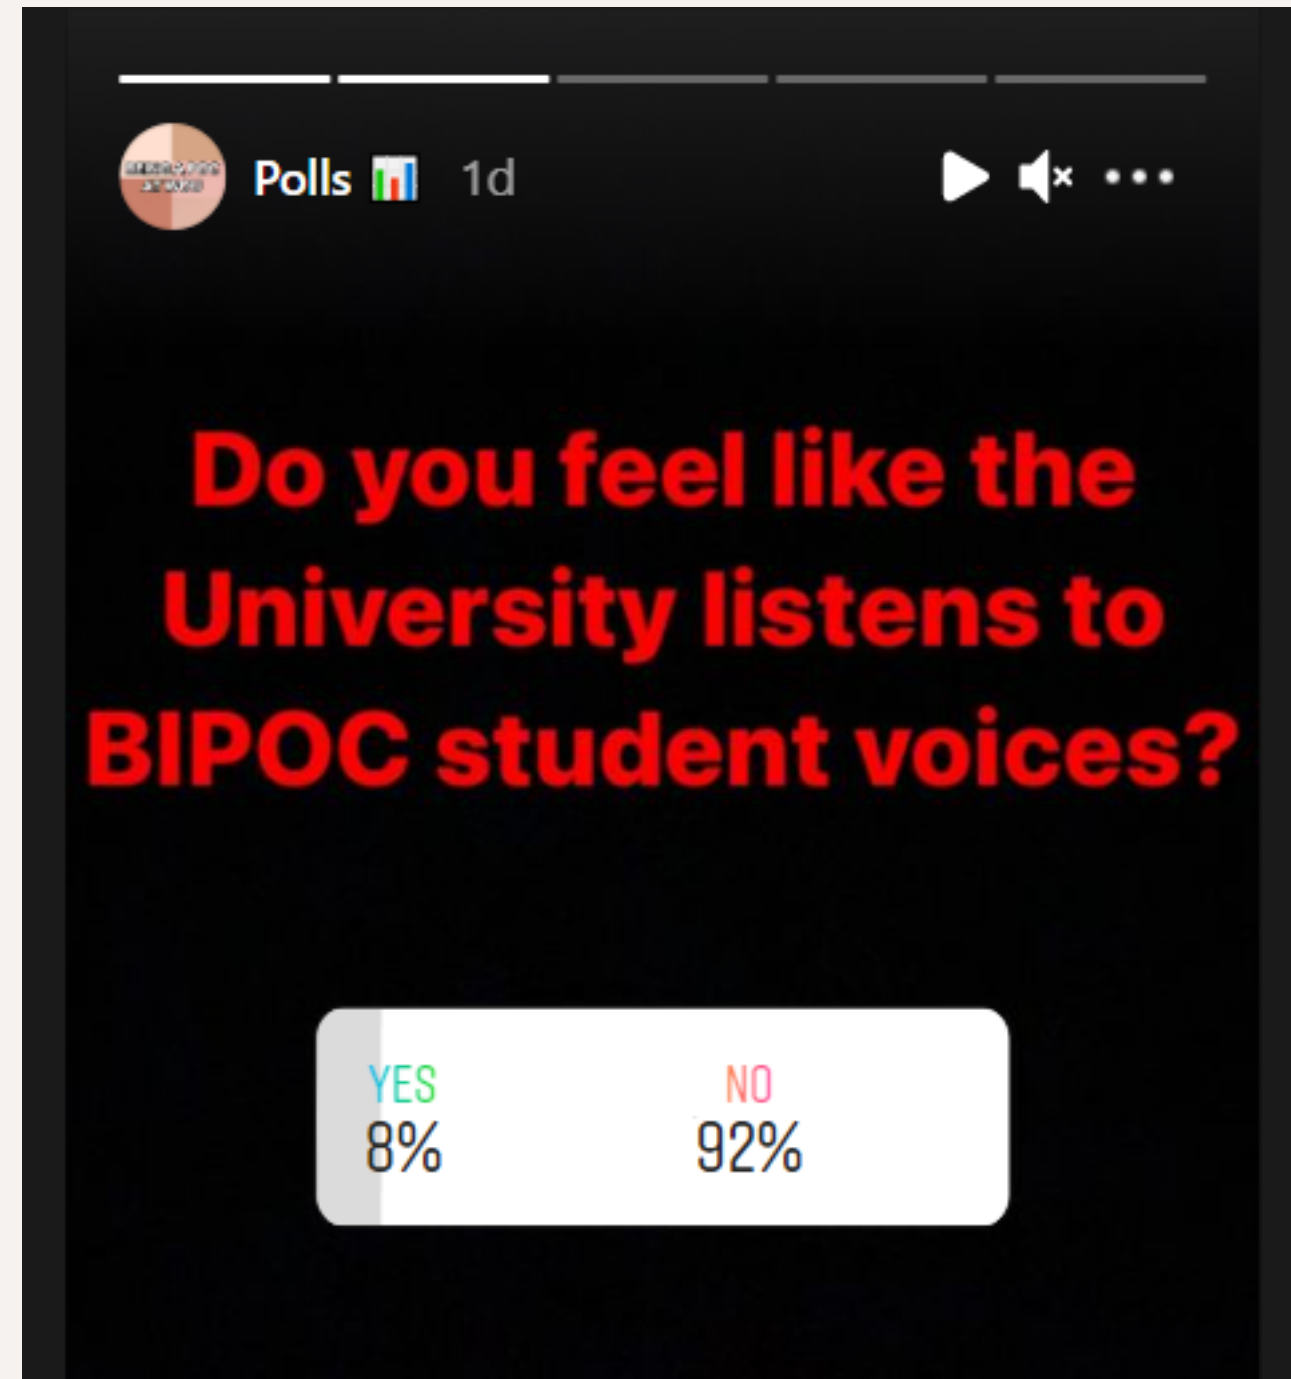 Polls 📊 1d
Do you feel like the
University listens to
BIPOC student voices?
YES NO
8% 92%